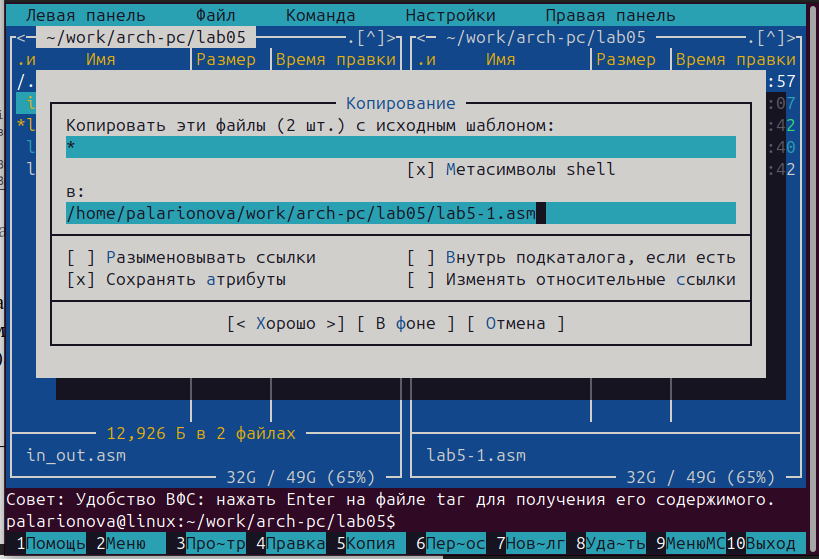 Левая панель Файл Команда Настройки Правая панель
<─ ~/work/arch-pc/lab05 ─.[^]> <─ ~/work/arch-pc/lab05 ─.[^]>
.и Имя Размер Время правки .и Имя Размер Время правки
/. :57
i :07
*l :42
l :40
l :42
Копирование
Копировать эти файлы (2 шт.) с исходным шаблоном:
*
[x] Метасимволы shell
в:
/home/palarionova/work/arch-pc/lab05/lab5-1.asm
[ ] Разыменовывать ссылки [ ] Внутрь подкаталога, если есть
[x] Сохранять атрибуты [ ] Изменять относительные ссылки
[< Хорошо >] [ В фоне ] [ Отмена ]
12,926 Б в 2 файлах
in_out.asm lab5-1.asm
32G / 49G (65%) 32G / 49G (65%)
Совет: Удобство ВФС: нажать Enter на файле tar для получения его содержимого.
palarionova@linux:~/work/arch-pc/lab05$
1Помощь 2Меню 3Про~тр 4Правка 5Копия 6Пер~ос 7Нов~лг 8Уда~ть 9МенюМС 10Выход